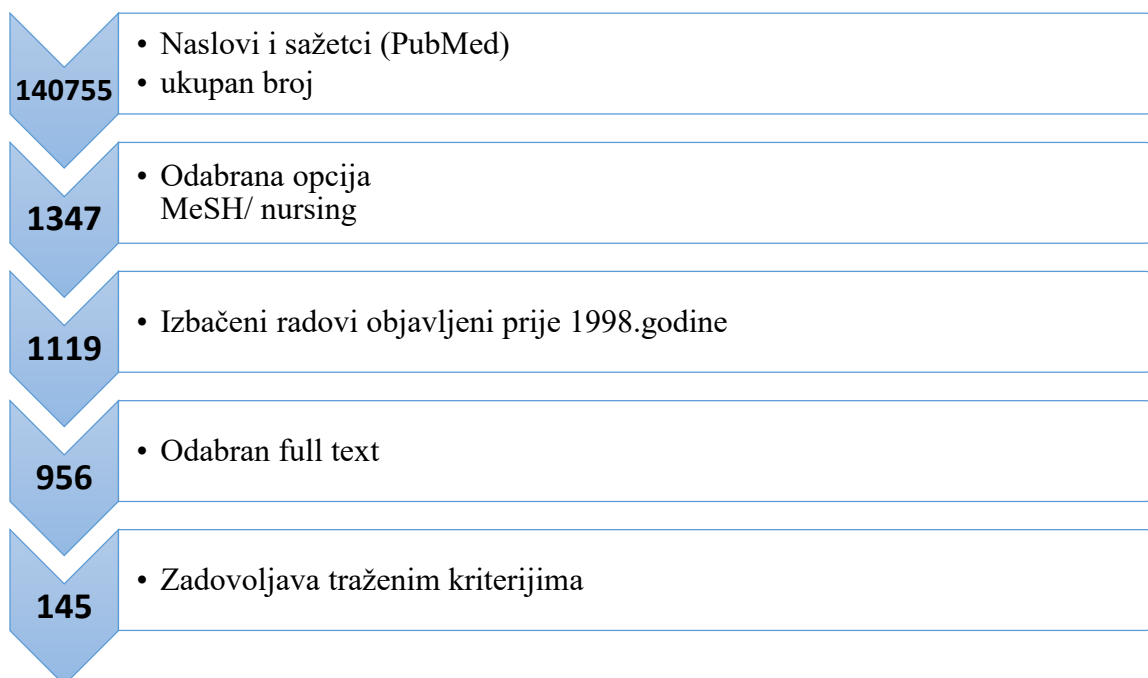 140755
• Naslovi i sažetci (PubMed)
• ukupan broj
1347
• Odabrana opcija
MeSH/ nursing
1119
• Izbačeni radovi objavljeni prije 1998.godine
956
• Odabran full text
145
• Zadovoljava traženim kriterijima